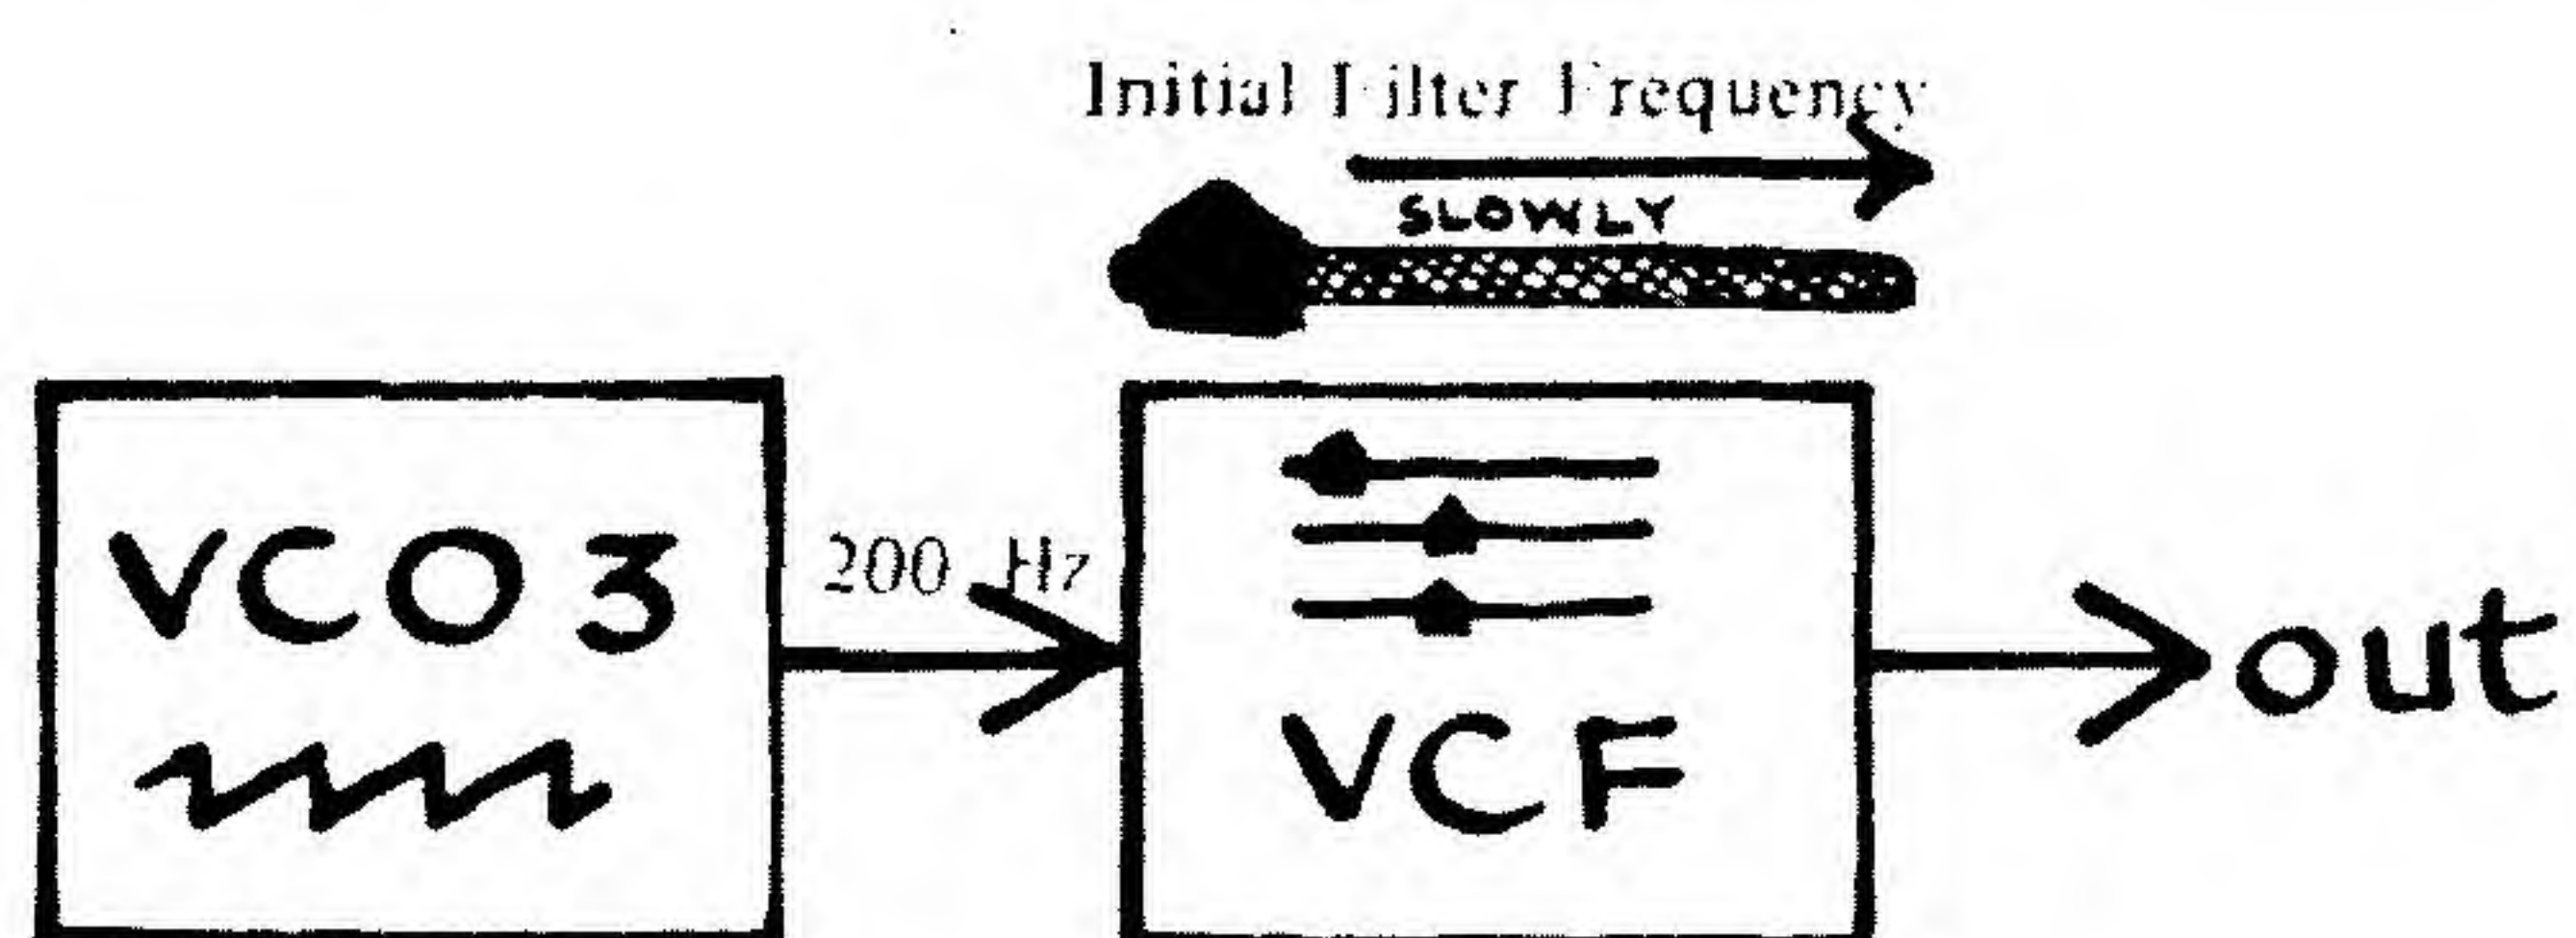 Initial Filter Frequency
SLOWLY
VCO 3
200 Hz
VCF
out